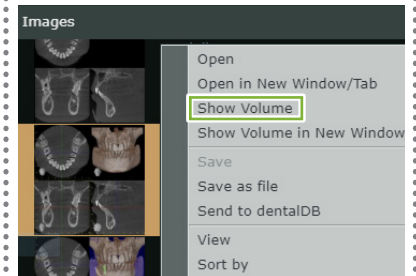 Images
Open
Open in New Window/Tab
Show Volume
Show Volume in New Window
Save
Save as file
Send to dentalDB
View
Sort by